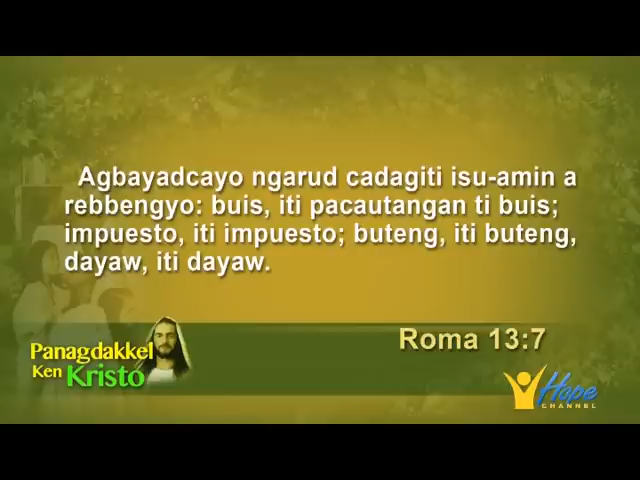 Agbayadcayo ngarud cadagiti isu-amin a
rebbengyo: buis, iti pacautangan ti buis;
impuesto, iti impuesto; buteng, iti buteng,
dayaw, iti dayaw.
Roma 13:7
Panagdakkel
Ken Kristo
Hope
CHANNEL